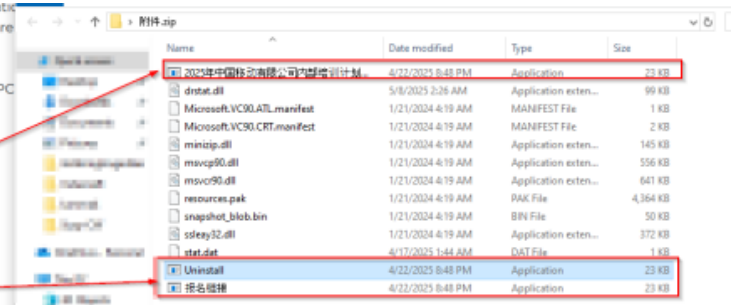 附件.zip
Name Date modified Type Size
2025年中国移动有限公司内部培训计划... 4/22/2025 8:48 PM Application 23 KB
drstat.dll 5/8/2025 2:26 AM Application exten... 99 KB
Microsoft.VC90.ATL.manifest 1/21/2024 4:19 AM MANIFEST File 1 KB
Microsoft.VC90.CRT.manifest 1/21/2024 4:19 AM MANIFEST File 2 KB
minizip.dll 1/21/2024 4:19 AM Application exten... 145 KB
msvcp90.dll 1/21/2024 4:19 AM Application exten... 556 KB
msvcr90.dll 1/21/2024 4:19 AM Application exten... 641 KB
resources.pak 1/21/2024 4:19 AM PAK File 4,364 KB
snapshot_blob.bin 1/21/2024 4:19 AM BIN File 50 KB
ssleay32.dll 1/21/2024 4:19 AM Application exten... 372 KB
stat.dat 4/17/2025 1:44 AM DAT File 1 KB
Uninstall 4/22/2025 8:48 PM Application 23 KB
报名链接 4/22/2025 8:48 PM Application 23 KB